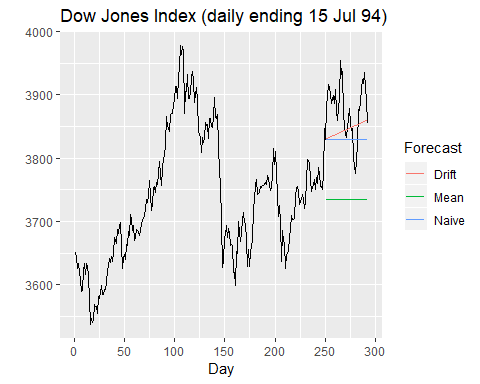 Dow Jones Index (daily ending 15 Jul 94)
4000
3900
3800
3700
3600
0 50 100 150 200 250 300
Day
Forecast
Drift
Mean
Naive